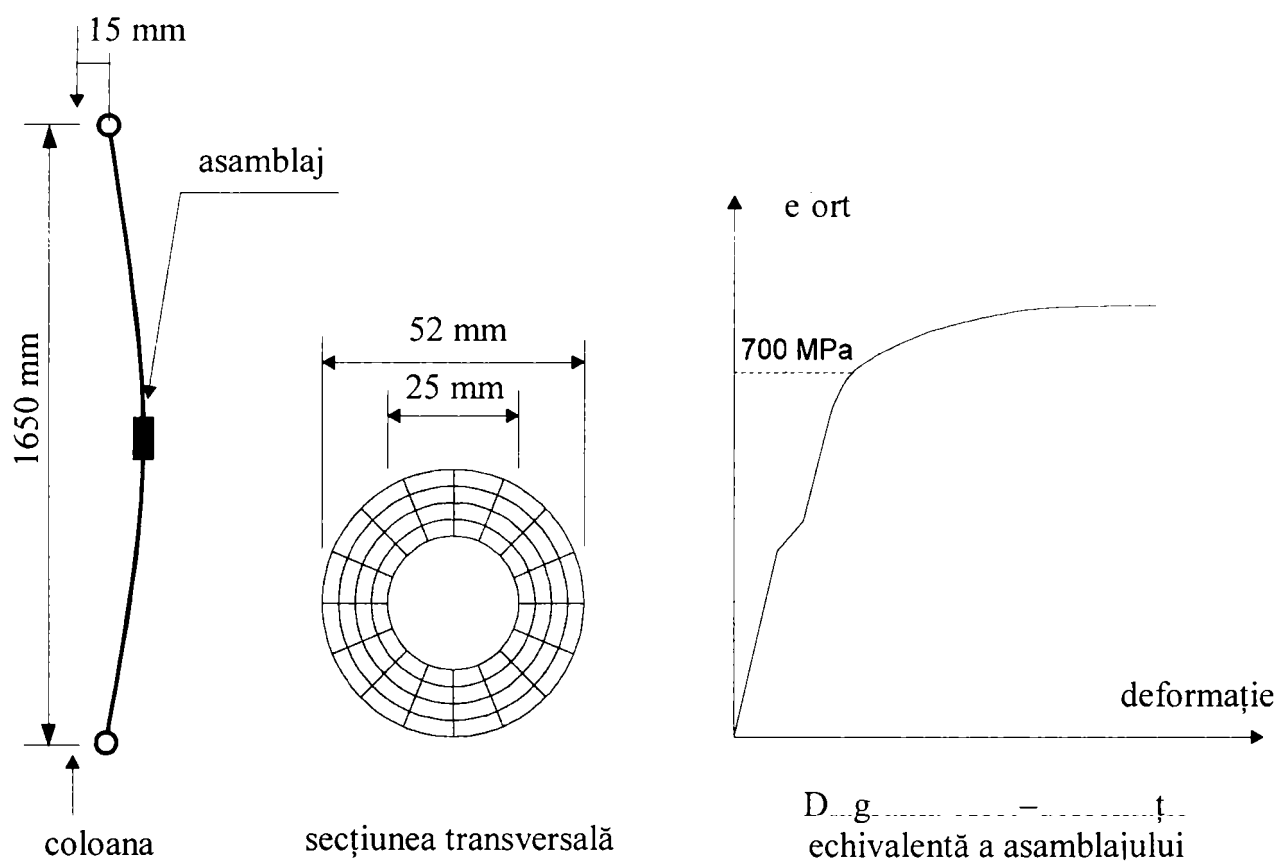 15 mm
asamblaj
1650 mm
coloana
52 mm
25 mm
secțiunea transversală
700 MPa
deformație
echivalentă a asamblajului